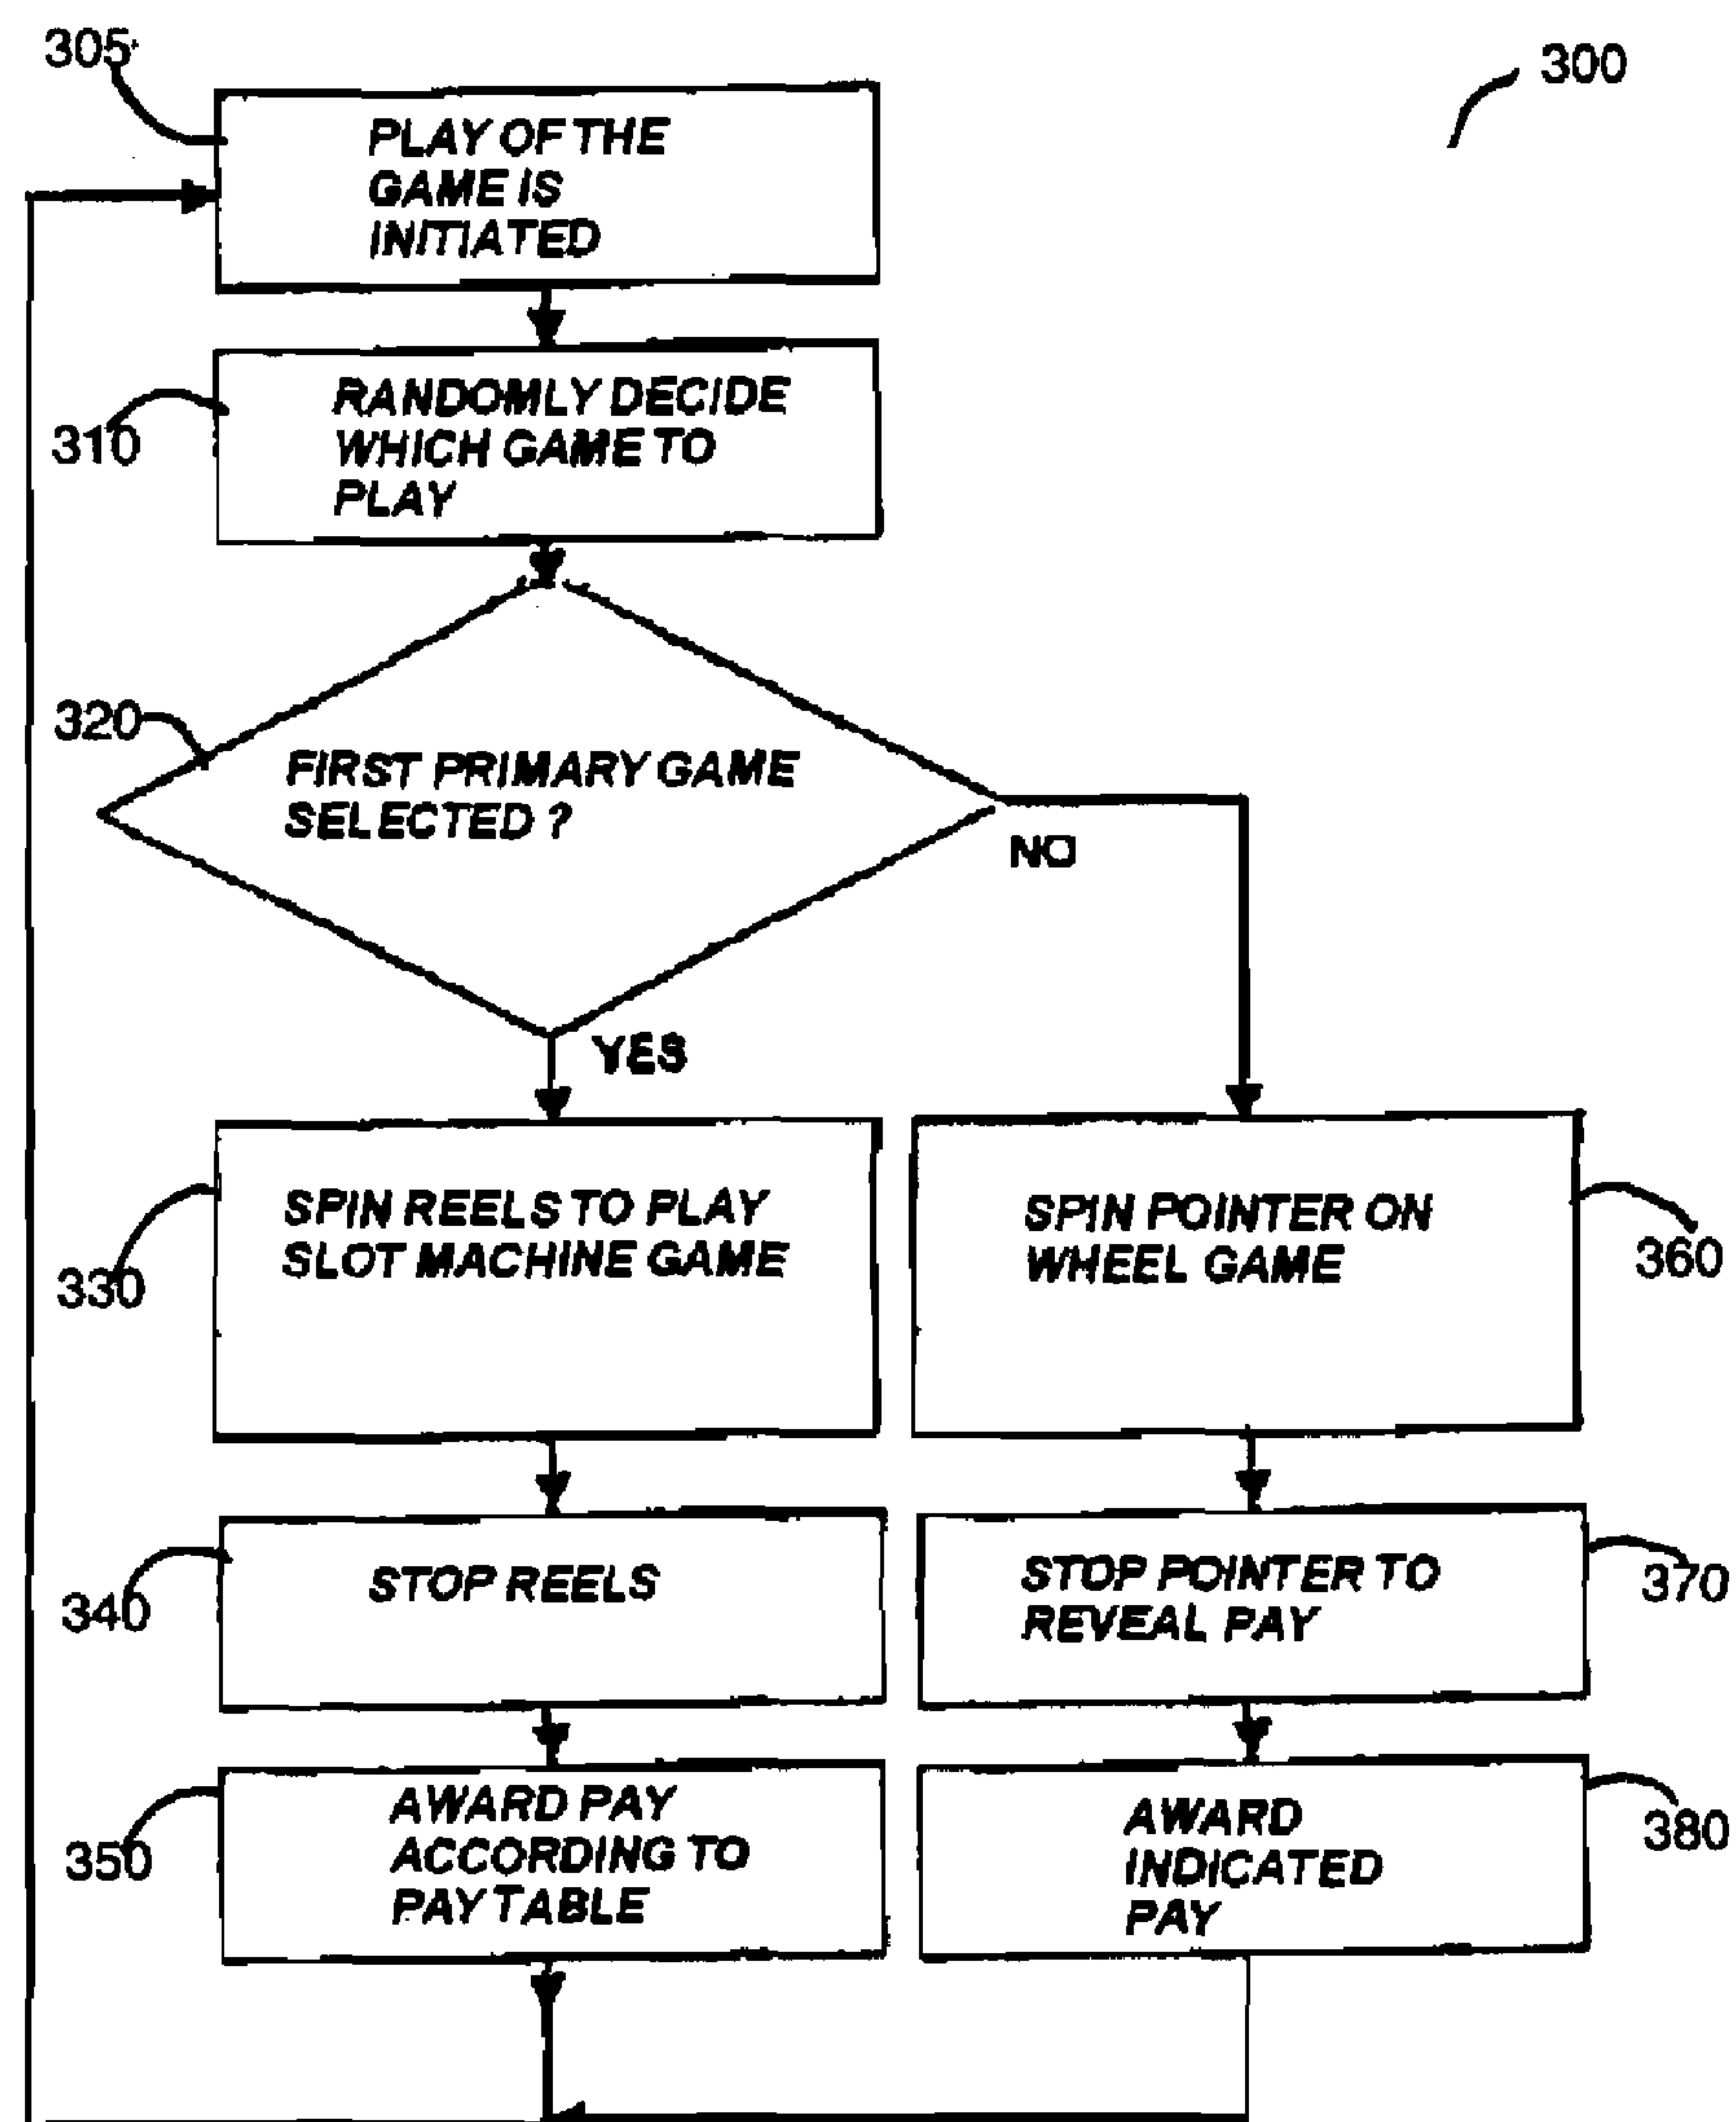 305
300
PLAY OF THE
GAME IS
INITIATED
310
RANDOMLY DECIDE
WHICH GAME TO
PLAY
320
FIRST PRIMARY GAME
SELECTED ?
NO
YES
330
SPIN REELS TO PLAY
SLOT MACHINE GAME
SPIN POINTER ON
WHEEL GAME
360
340
STOP REELS
STOP POINTER TO
REVEAL PAY
370
350
AWARD PAY
ACCORDING TO
PAY TABLE
AWARD
INDICATED
PAY
380